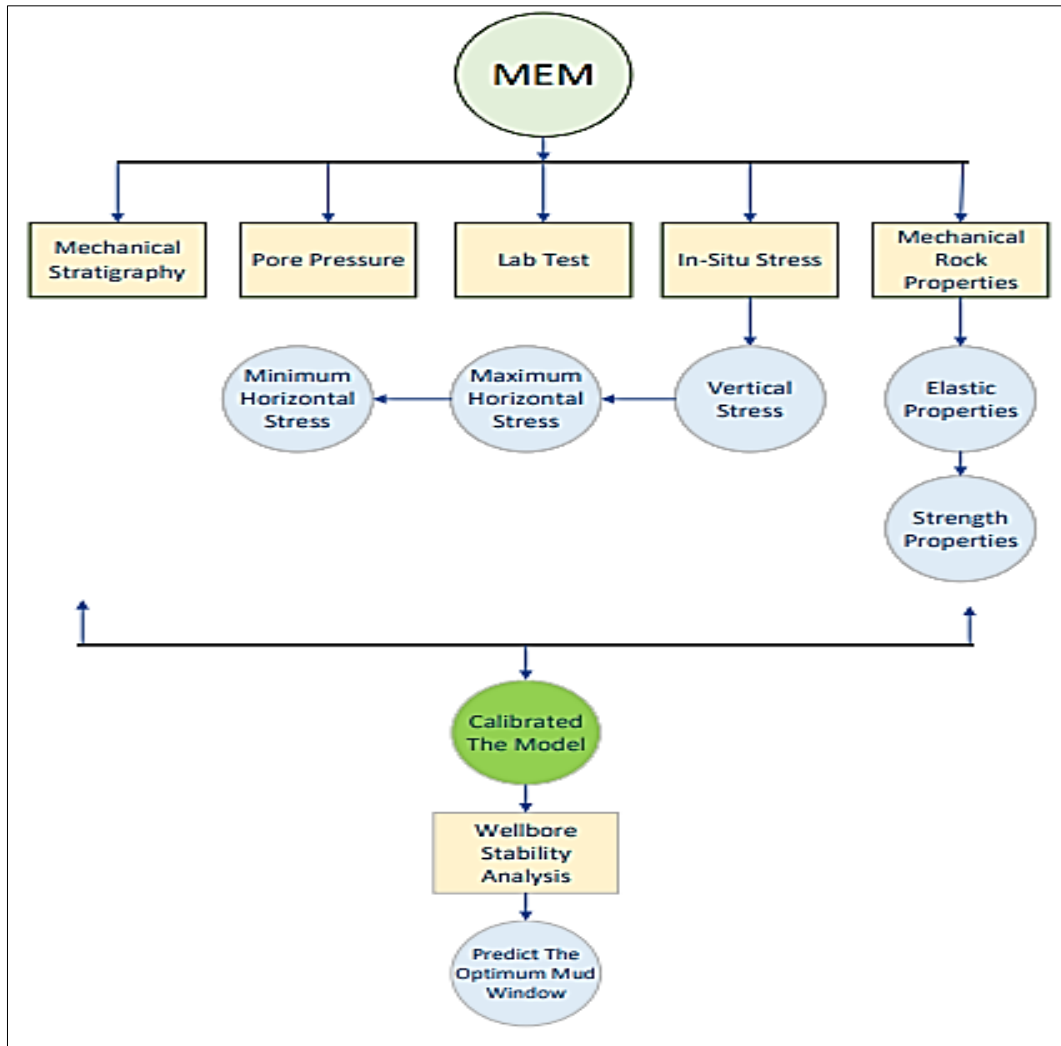 MEM
Mechanical
Stratigraphy
Pore Pressure
Lab Test
In-Situ Stress
Mechanical
Rock
Properties
Minimum
Horizontal
Stress
Maximum
Horizontal
Stress
Vertical
Stress
Elastic
Properties
Strength
Properties
Calibrated
The Model
Wellbore
Stability
Analysis
Predict The
Optimum Mud
Window